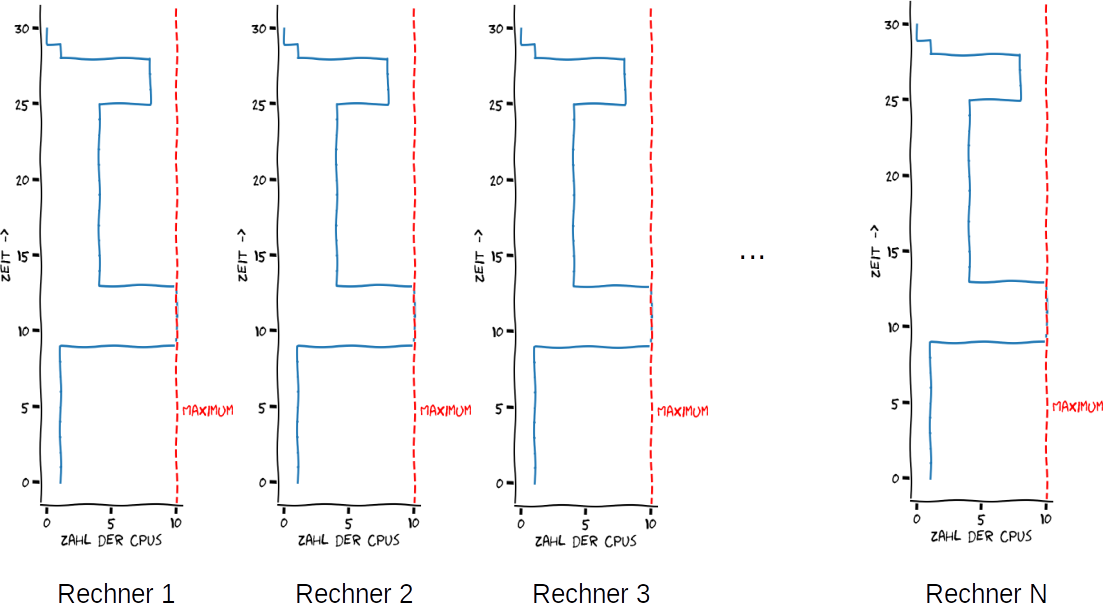 30
25
20
15
10
5
0
ZEIT ->
MAXIMUM
0 5 10
ZAHL DER CPUS
Rechner 1
30
25
20
15
10
5
0
ZEIT ->
MAXIMUM
0 5 10
ZAHL DER CPUS
Rechner 2
30
25
20
15
10
5
0
ZEIT ->
MAXIMUM
0 5 10
ZAHL DER CPUS
Rechner 3
...
30
25
20
15
10
5
0
ZEIT ->
MAXIMUM
0 5 10
ZAHL DER CPUS
Rechner N